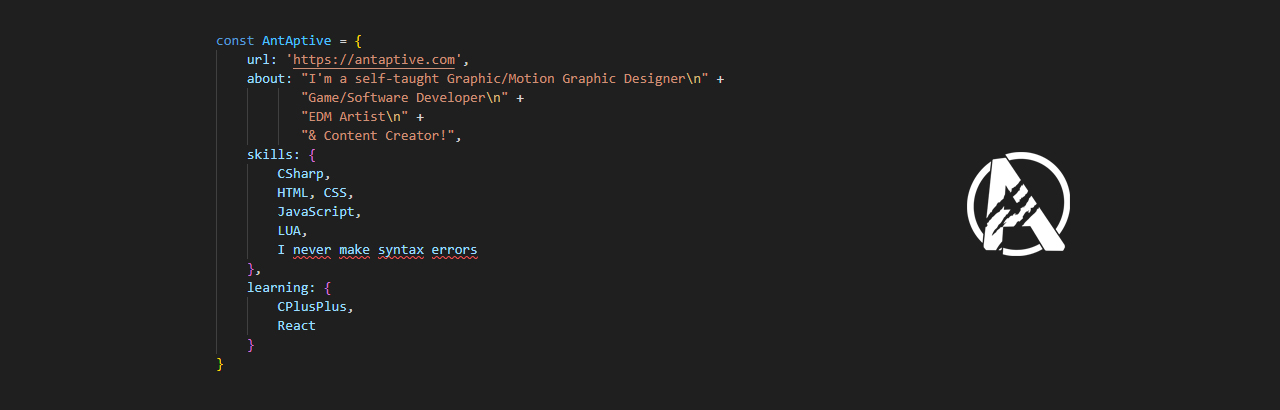 const AntAptive = {
url: 'https://antaptive.com',
about: "I'm a self-taught Graphic/Motion Graphic Designer\n" +
"Game/Software Developer\n" +
"EDM Artist\n" +
"& Content Creator!",
skills: {
CSharp,
HTML, CSS,
JavaScript,
LUA,
I never make syntax errors
},
learning: {
CPlusPlus,
React
}
}
A